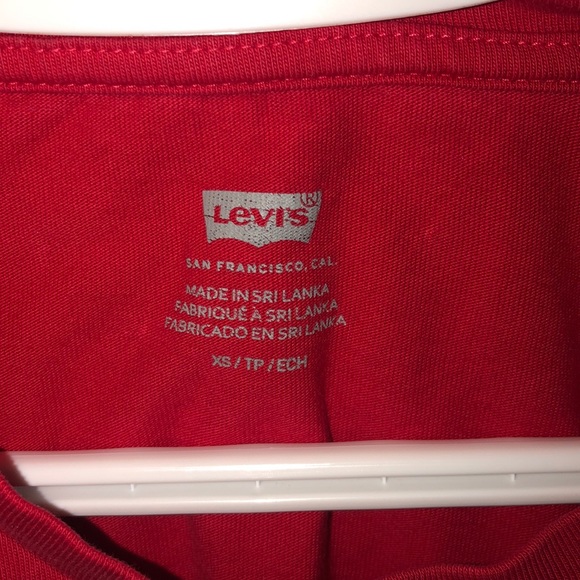 Levi's®
SAN FRANCISCO, CAL.
MADE IN SRI LANKA
FABRIQUÉ À SRI LANKA
FABRICADO EN SRI LANKA
XS / TP / ECH